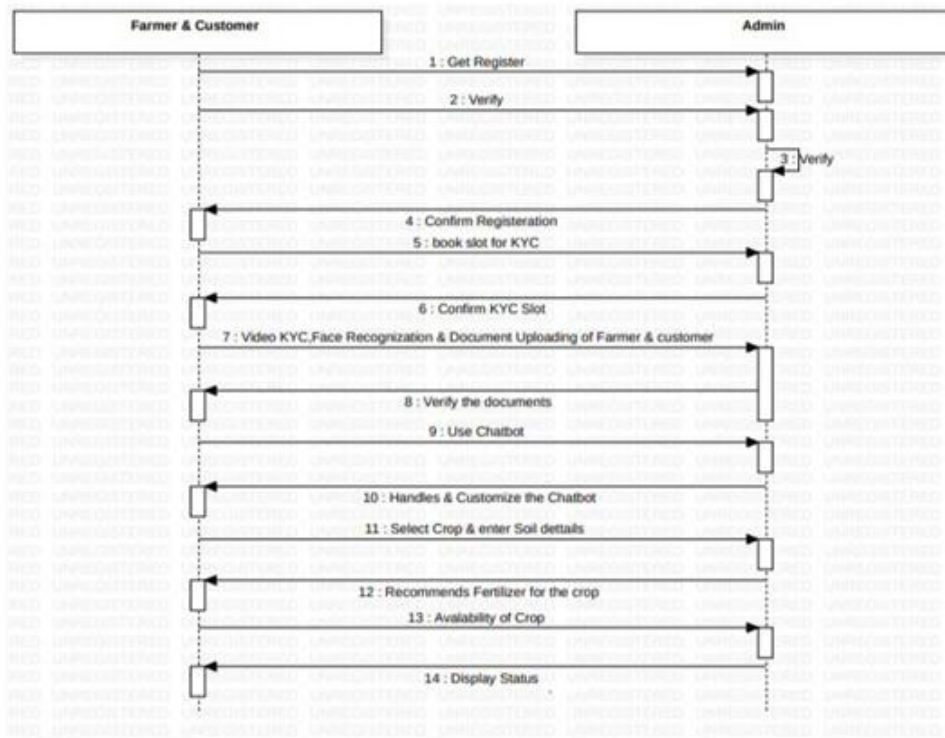 Farmer & Customer
Admin
1 : Get Register
2 : Verify
3 : Verify
4 : Confirm Registeration
5 : book slot for KYC
6 : Confirm KYC Slot
7 : Video KYC,Face Recognization & Document Uploading of Farmer & customer
8 : Verify the documents
9 : Use Chatbot
10 : Handles & Customize the Chatbot
11 : Select Crop & enter Soil dettails
12 : Recommends Fertilizer for the crop
13 : Avalability of Crop
14 : Display Status
UNREGISTERED